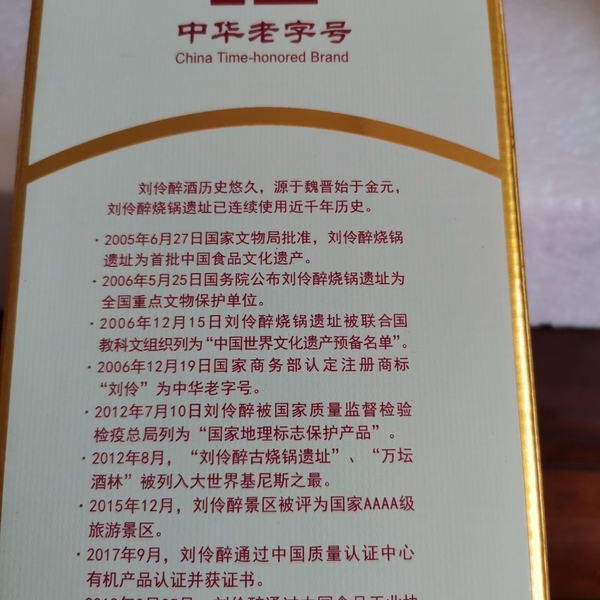 中华老字号
China Time-honored Brand
刘伶醉酒历史悠久，源于魏晋始于金元，
刘伶醉烧锅遗址已连续使用近千年历史。
·2005年6月27日国家文物局批准，刘伶醉烧锅
遗址为首批中国食品文化遗产。
·2006年5月25日国务院公布刘伶醉烧锅遗址为
全国重点文物保护单位。
·2006年12月15日刘伶醉烧锅遗址被联合国
教科文组织列为“中国世界文化遗产预备名单”。
·2006年12月19日国家商务部认定注册商标
“刘伶”为中华老字号。
·2012年7月10日刘伶醉被国家质量监督检验
检疫总局列为“国家地理标志保护产品”。
·2012年8月，“刘伶醉古烧锅遗址”、“万坛
酒林”被列入大世界基尼斯之最。
·2015年12月，刘伶醉景区被评为国家AAAA级
旅游景区。
·2017年9月，刘伶醉通过中国质量认证中心
有机产品认证并获证书。